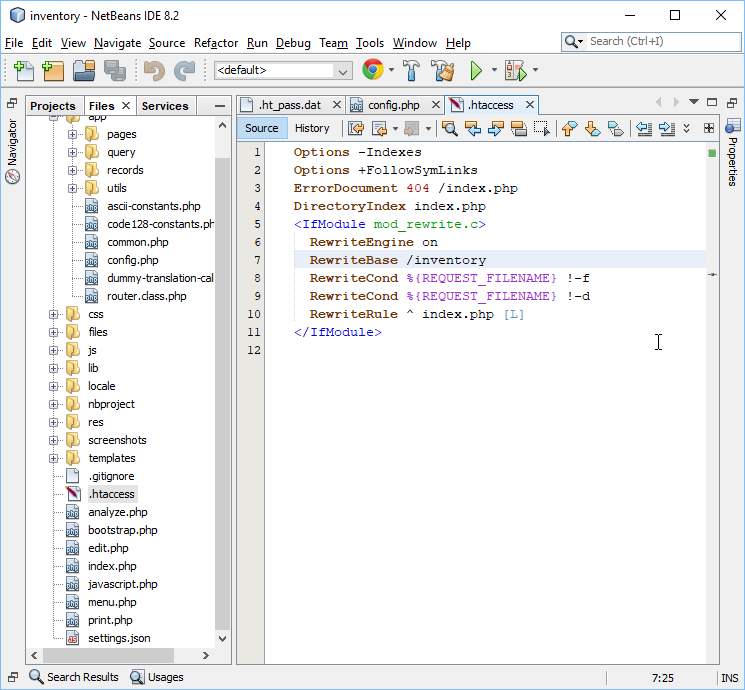 inventory - NetBeans IDE 8.2
File Edit View Navigate Source Refactor Run Debug Team Tools Window Help
Search (Ctrl+I)
<default>
Projects Files Services
.ht_pass.dat config.php .htaccess
Navigator
Properties
Source History
app
pages
query
records
utils
ascii-constants.php
code128-constants.ph
common.php
config.php
dummy-translation-cal
router.class.php
css
files
js
lib
locale
nbproject
res
screenshots
templates
.gitignore
.htaccess
analyze.php
bootstrap.php
edit.php
index.php
javascript.php
menu.php
print.php
settings.json
1 Options -Indexes
2 Options +FollowSymLinks
3 ErrorDocument 404 /index.php
4 DirectoryIndex index.php
5 <IfModule mod_rewrite.c>
6 RewriteEngine on
7 RewriteBase /inventory
8 RewriteCond %{REQUEST_FILENAME} !-f
9 RewriteCond %{REQUEST_FILENAME} !-d
10 RewriteRule ^ index.php [L]
11 </IfModule>
12
Search Results Usages
7:25 INS